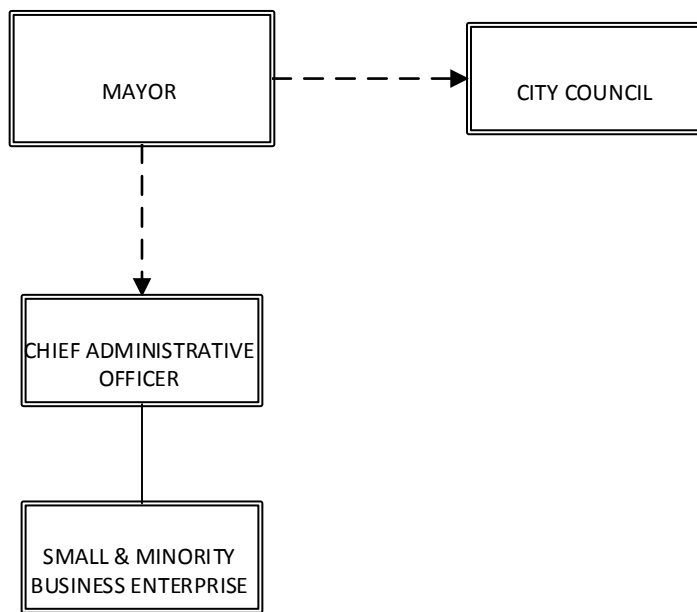 MAYOR
CITY COUNCIL
CHIEF ADMINISTRATIVE
OFFICER
SMALL & MINORITY
BUSINESS ENTERPRISE